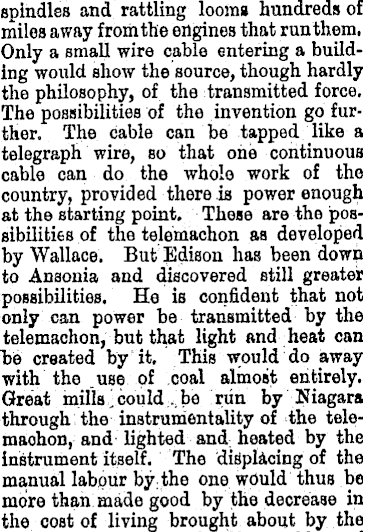 spindles and rattling looms hundreds of
miles away from the engines that run them.
Only a small wire cable entering a build-
ing would show the source, though hardly
the philosophy, of the transmitted force.
The possibilities of the invention go fur-
ther. The cable can be tapped like a
telegraph wire, so that one continuous
cable can do the whole work of the
country, provided there is power enough
at the starting point. These are the pos-
sibilities of the telemachon as developed
by Wallace. But Edison has been down
to Ansonia and discovered still greater
possibilities. He is confident that not
only can power be transmitted by the
telemachon, but that light and heat can
be created by it. This would do away
with the use of coal almost entirely.
Great mills could be run by Niagara
through the instrumentality of the tele-
machon, and lighted and heated by the
instrument itself. The displacing of the
manual labour by the one would thus be
more than made good by the decrease in
the cost of living brought about by the